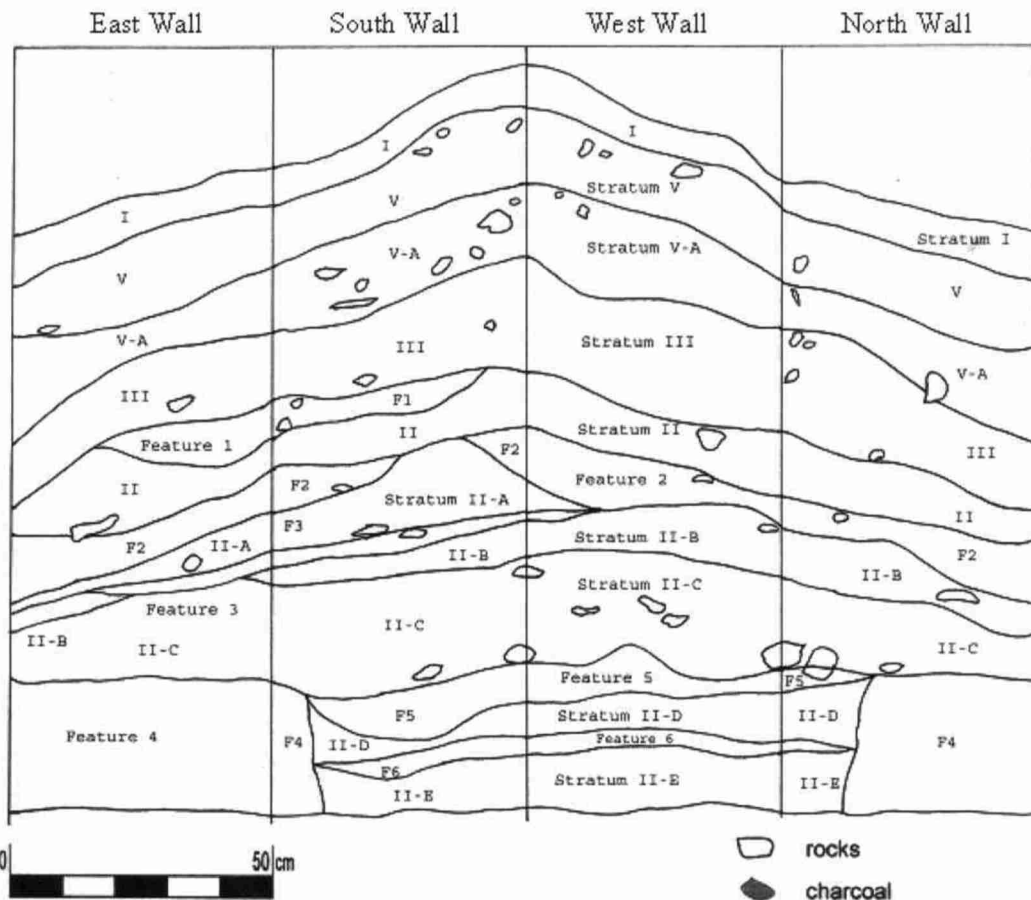 East Wall South Wall West Wall North Wall
I
I
I
Stratum I
V
V
Stratum V
V
V-A
V-A
Stratum V-A
V-A
III
III
Stratum III
III
Feature 1
F1
II
II
Stratum II
II
F2
F2
F2
Feature 2
F2
II-A
Stratum II-A
F3
Feature 3
II-B
II-B
Stratum II-B
II-B
II-C
II-C
Stratum II-C
II-C
Feature 4
F4
F5
Feature 5
F5
F4
II-D
Stratum II-D
II-D
F6
Feature 6
II-E
Stratum II-E
II-E
0 50 cm
rocks
charcoal